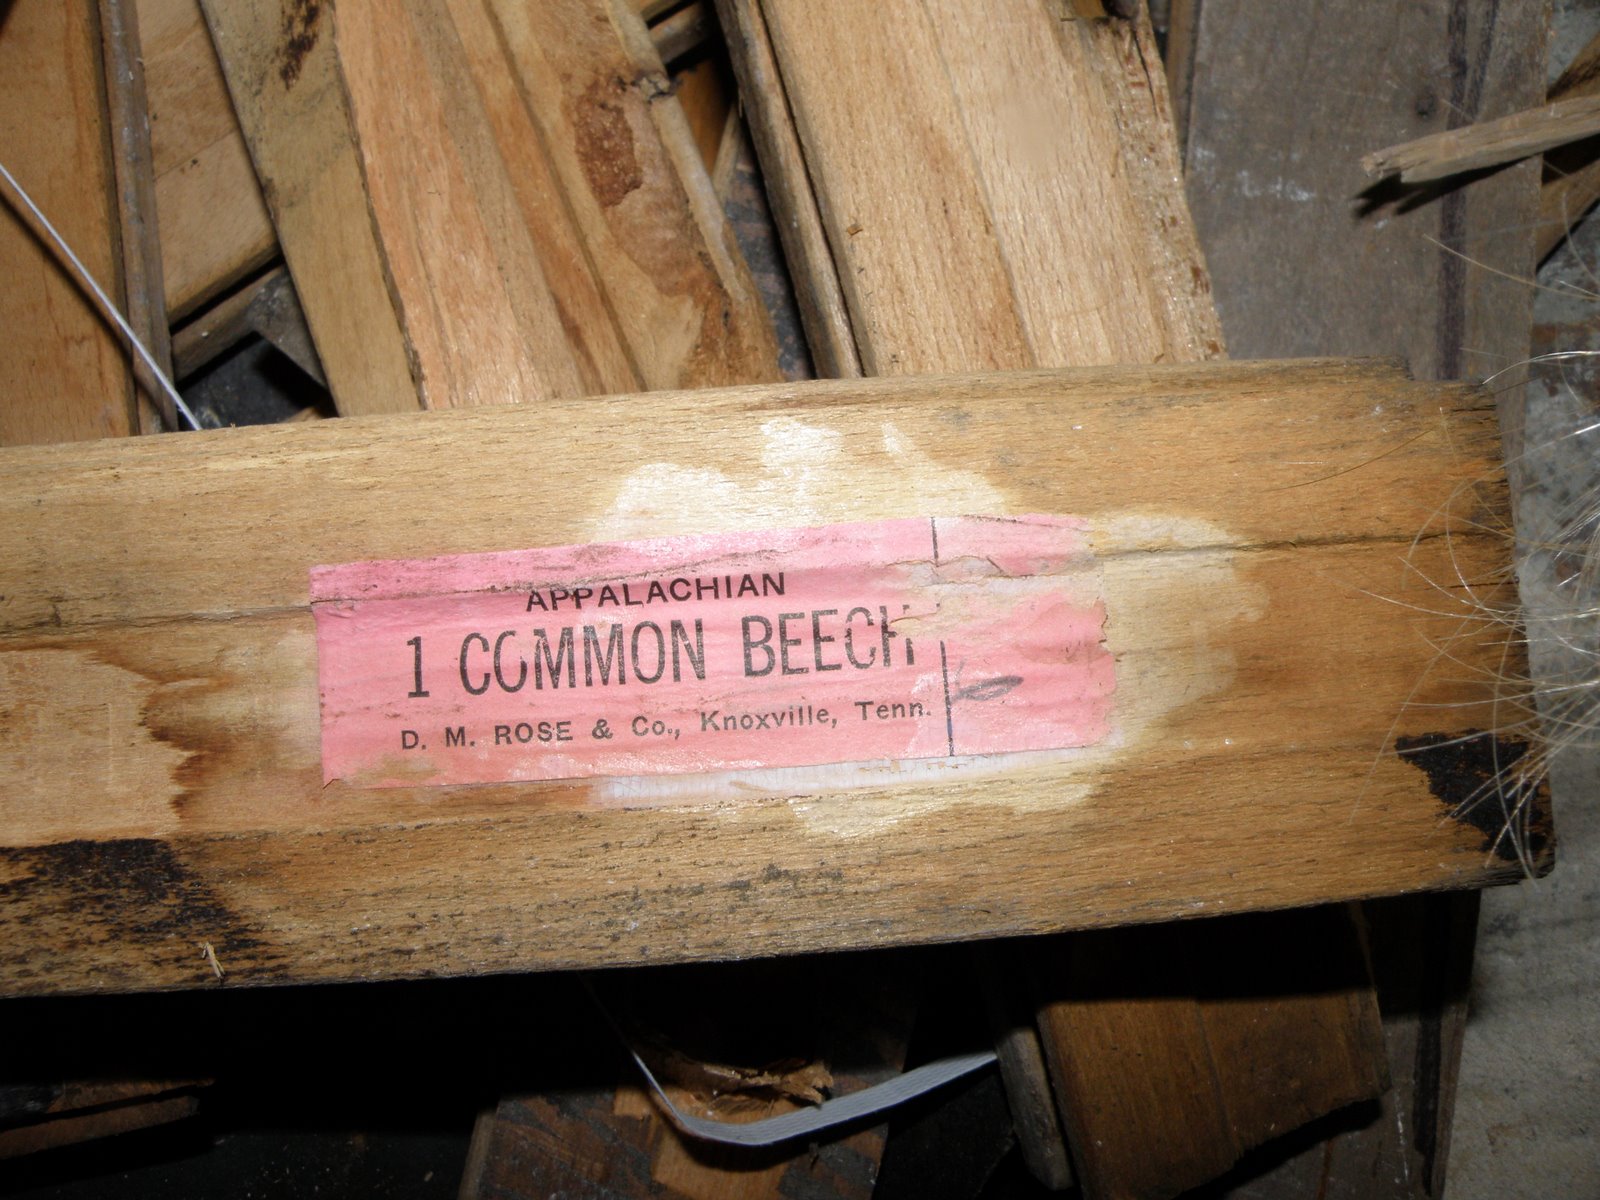 APPALACHIAN
1 COMMON BEECH
D. M. ROSE & Co., Knoxville, Tenn.